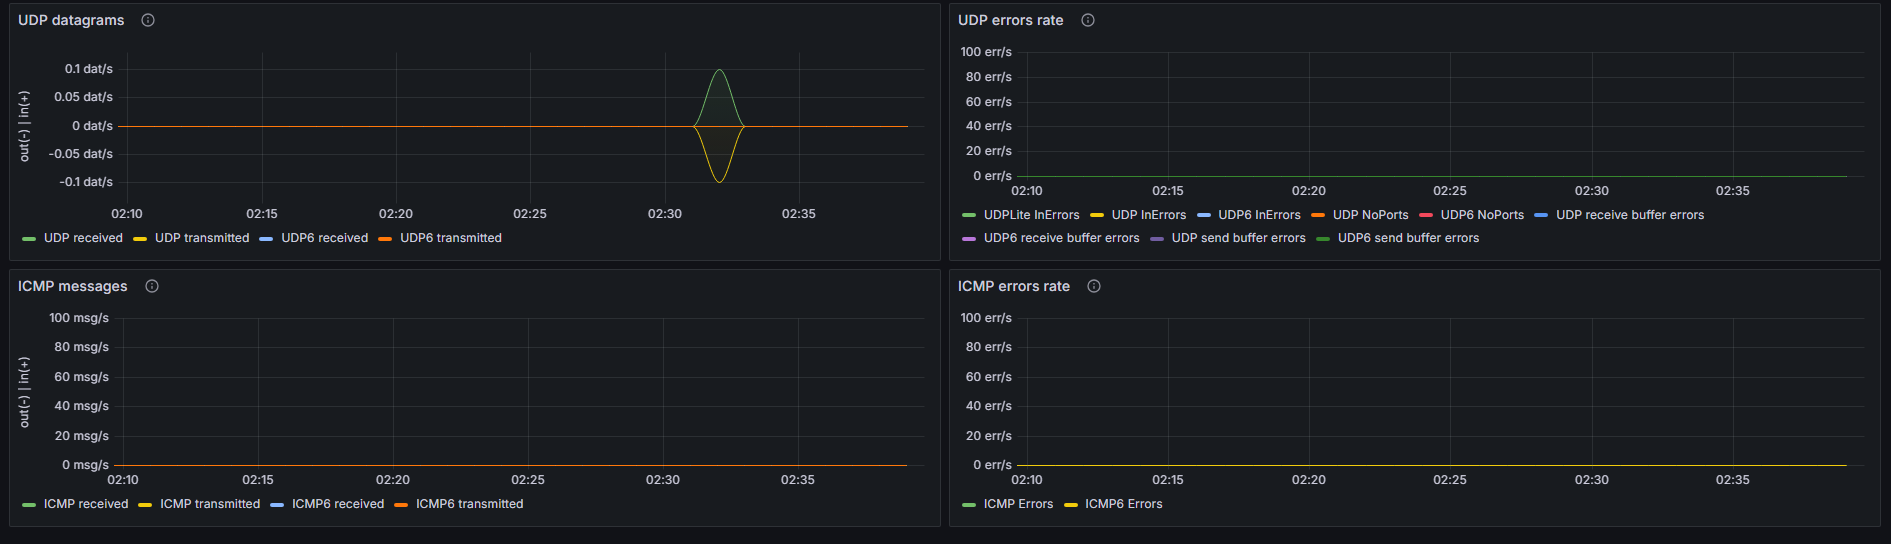 UDP datagrams
out(-) | in(+)
0.1 dat/s
0.05 dat/s
0 dat/s
-0.05 dat/s
-0.1 dat/s
02:10 02:15 02:20 02:25 02:30 02:35
UDP received UDP transmitted UDP6 received UDP6 transmitted
UDP errors rate
100 err/s
80 err/s
60 err/s
40 err/s
20 err/s
0 err/s
02:10 02:15 02:20 02:25 02:30 02:35
UDPLite InErrors UDP InErrors UDP6 InErrors UDP NoPorts UDP6 NoPorts UDP receive buffer errors
UDP6 receive buffer errors UDP send buffer errors UDP6 send buffer errors
ICMP messages
out(-) | in(+)
100 msg/s
80 msg/s
60 msg/s
40 msg/s
20 msg/s
0 msg/s
02:10 02:15 02:20 02:25 02:30 02:35
ICMP received ICMP transmitted ICMP6 received ICMP6 transmitted
ICMP errors rate
100 err/s
80 err/s
60 err/s
40 err/s
20 err/s
0 err/s
02:10 02:15 02:20 02:25 02:30 02:35
ICMP Errors ICMP6 Errors